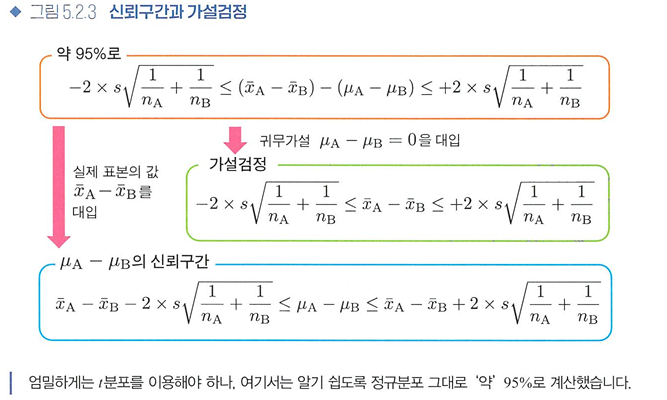 ◆ 그림 5.2.3 신뢰구간과 가설검정
약 95%로
$-2 \times s\sqrt{\frac{1}{n_A}+\frac{1}{n_B}} \leq (\bar{x}_A - \bar{x}_B) - (\mu_A - \mu_B) \leq +2 \times s\sqrt{\frac{1}{n_A}+\frac{1}{n_B}}$
귀무가설 $\mu_A - \mu_B = 0$을 대입
실제 표본의 값
$\bar{x}_A - \bar{x}_B$를
대입
가설검정
$-2 \times s\sqrt{\frac{1}{n_A}+\frac{1}{n_B}} \leq \bar{x}_A - \bar{x}_B \leq +2 \times s\sqrt{\frac{1}{n_A}+\frac{1}{n_B}}$
$\mu_A - \mu_B$의 신뢰구간
$\bar{x}_A - \bar{x}_B - 2 \times s\sqrt{\frac{1}{n_A}+\frac{1}{n_B}} \leq \mu_A - \mu_B \leq \bar{x}_A - \bar{x}_B + 2 \times s\sqrt{\frac{1}{n_A}+\frac{1}{n_B}}$
엄밀하게는 t분포를 이용해야 하나, 여기서는 알기 쉽도록 정규분포 그대로 ‘약’ 95%로 계산했습니다.